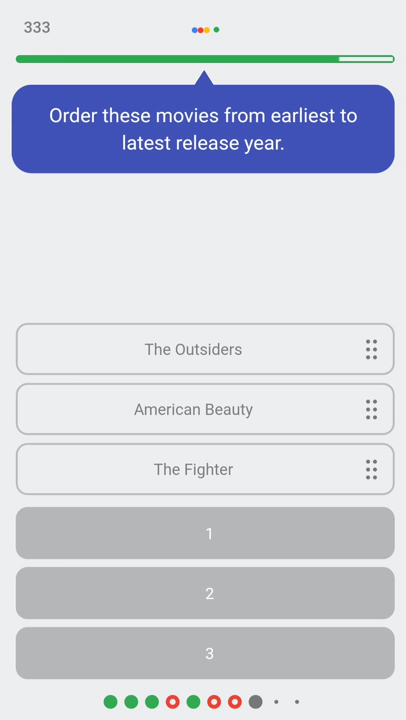 333
Order these movies from earliest to
latest release year.
The Outsiders
American Beauty
The Fighter
1
2
3